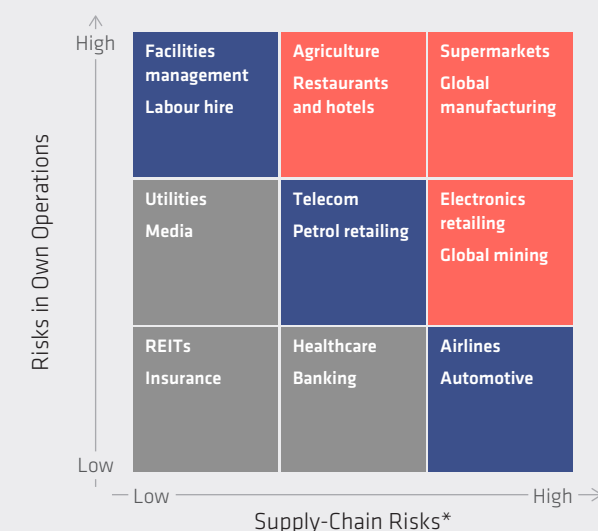 High
Facilities
management
Labour hire
Agriculture
Restaurants
and hotels
Supermarkets
Global
manufacturing
Risks in Own Operations
Utilities
Media
Telecom
Petrol retailing
Electronics
retailing
Global mining
REITs
Insurance
Healthcare
Banking
Airlines
Automotive
Low
Low
High
Supply-Chain Risks*